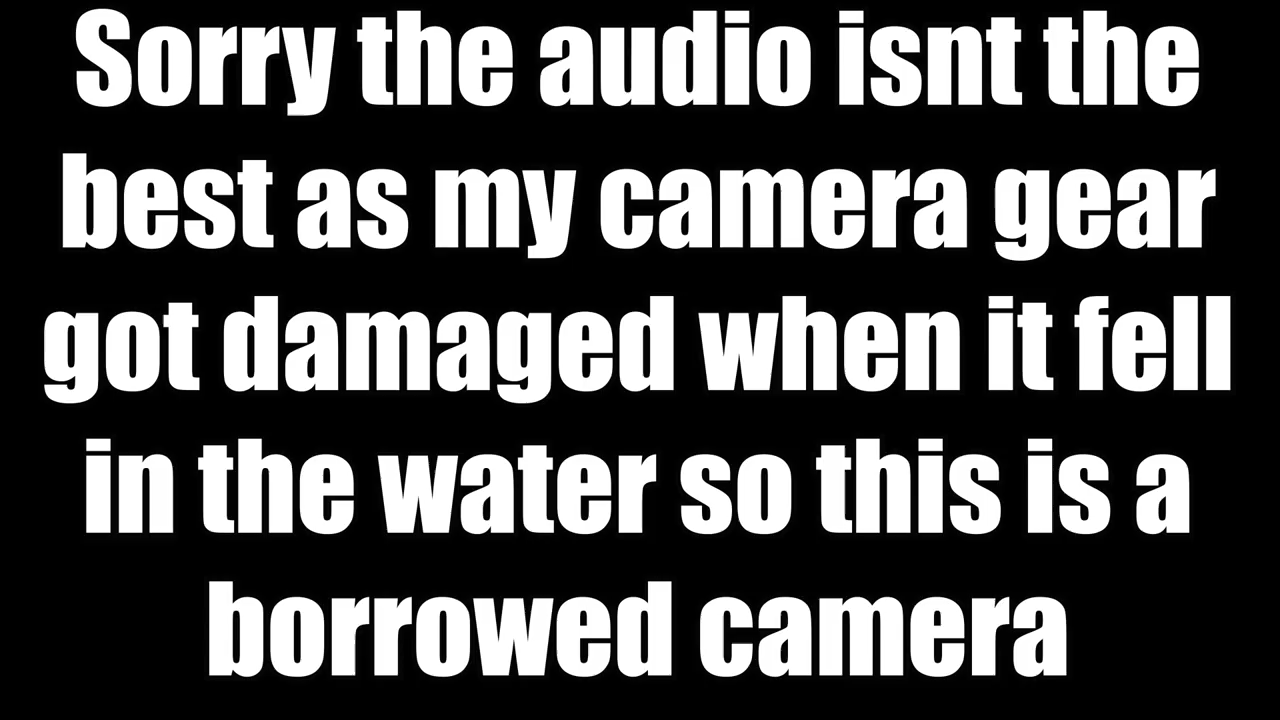 Sorry the audio isnt the
best as my camera gear
got damaged when it fell
in the water so this is a
borrowed camera